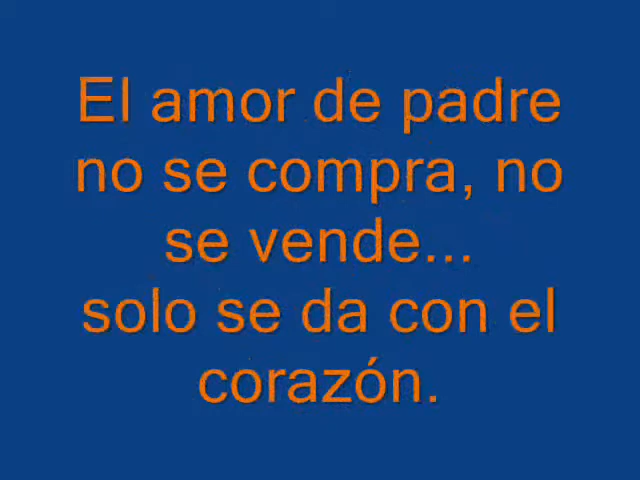 El amor de padre
no se compra, no
se vende...
solo se da con el
corazón.